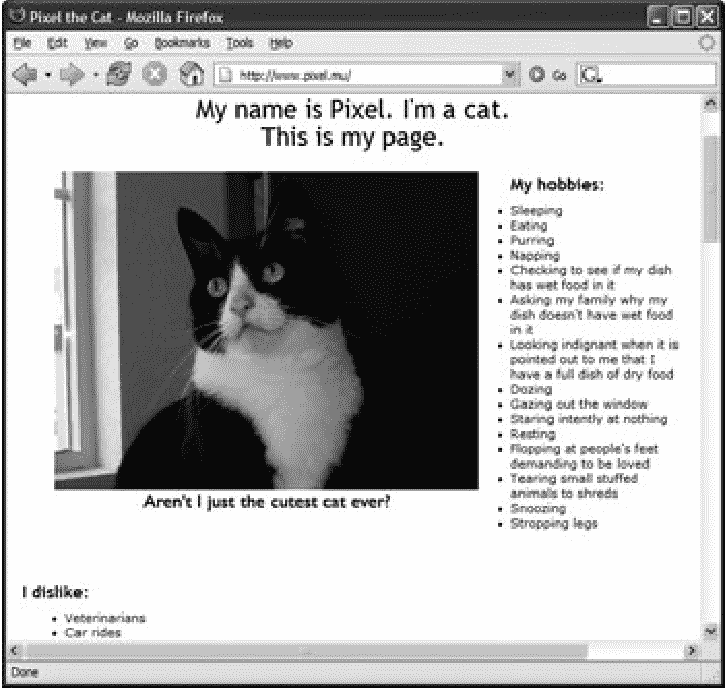 Pixel the Cat - Mozilla Firefox
File Edit View Go Bookmarks Tools Help
http://www.pixel.mu/ Go G
My name is Pixel. I'm a cat.
This is my page.
My hobbies:
Sleeping
Eating
Purring
Napping
Checking to see if my dish
has wet food in it
Asking my family why my
dish doesn't have wet food
in it
Looking indignant when it is
pointed out to me that I
have a full dish of dry food
Dozing
Gazing out the window
Staring intently at nothing
Resting
Flopping at people's feet
demanding to be loved
Tearing small stuffed
animals to shreds
Snoozing
Stropping legs
Aren't I just the cutest cat ever?
I dislike:
Veterinarians
Car rides
Done